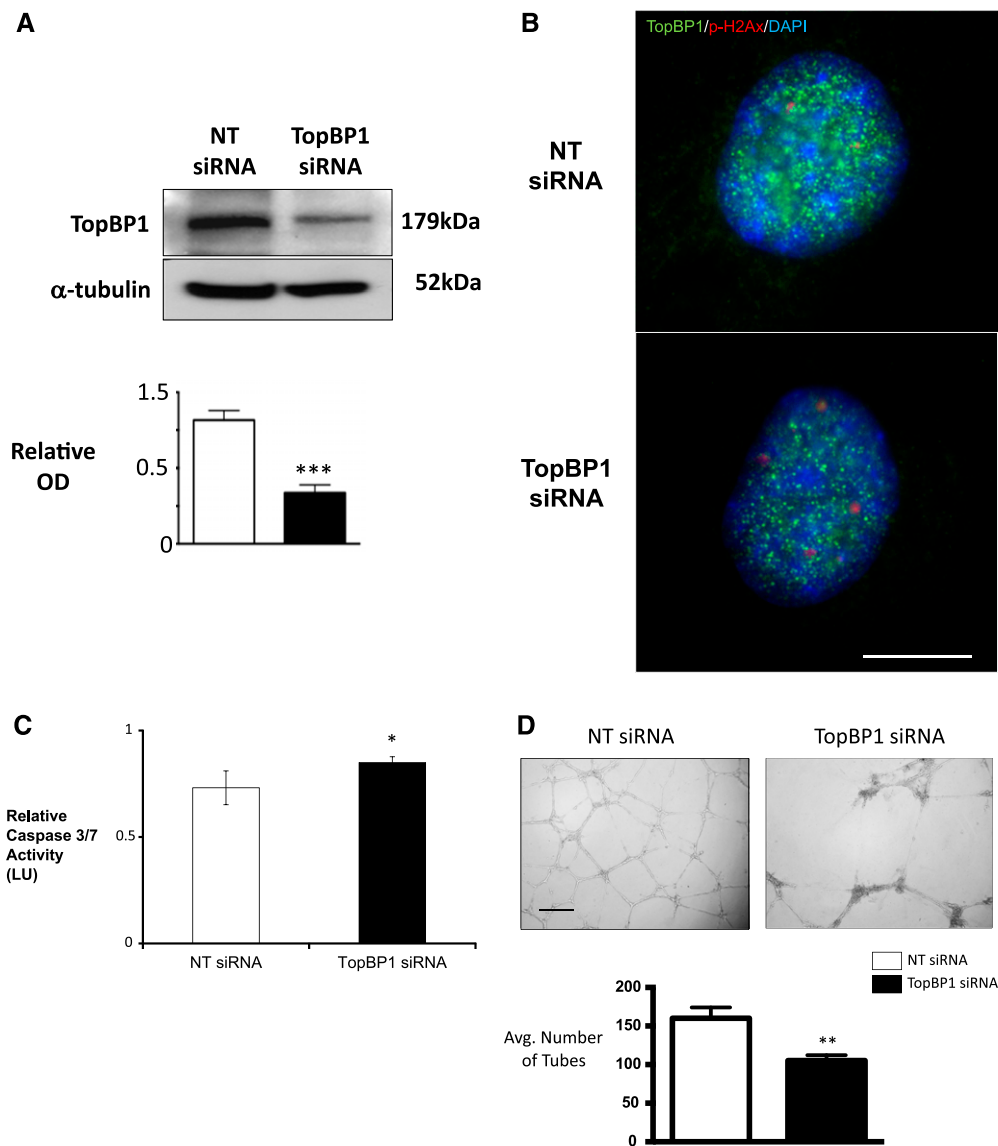 A
NT
siRNA
TopBP1
siRNA
TopBP1
179kDa
α-tubulin
52kDa
1.5
0.5
0
Relative
OD
***
B
TopBP1/p-H2Ax/DAPI
NT
siRNA
TopBP1
siRNA
C
1
0.5
0
Relative
Caspase 3/7
Activity
(LU)
*
NT siRNA
TopBP1 siRNA
D
NT siRNA
TopBP1 siRNA
NT siRNA
TopBP1 siRNA
200
150
100
50
0
Avg. Number
of Tubes
**